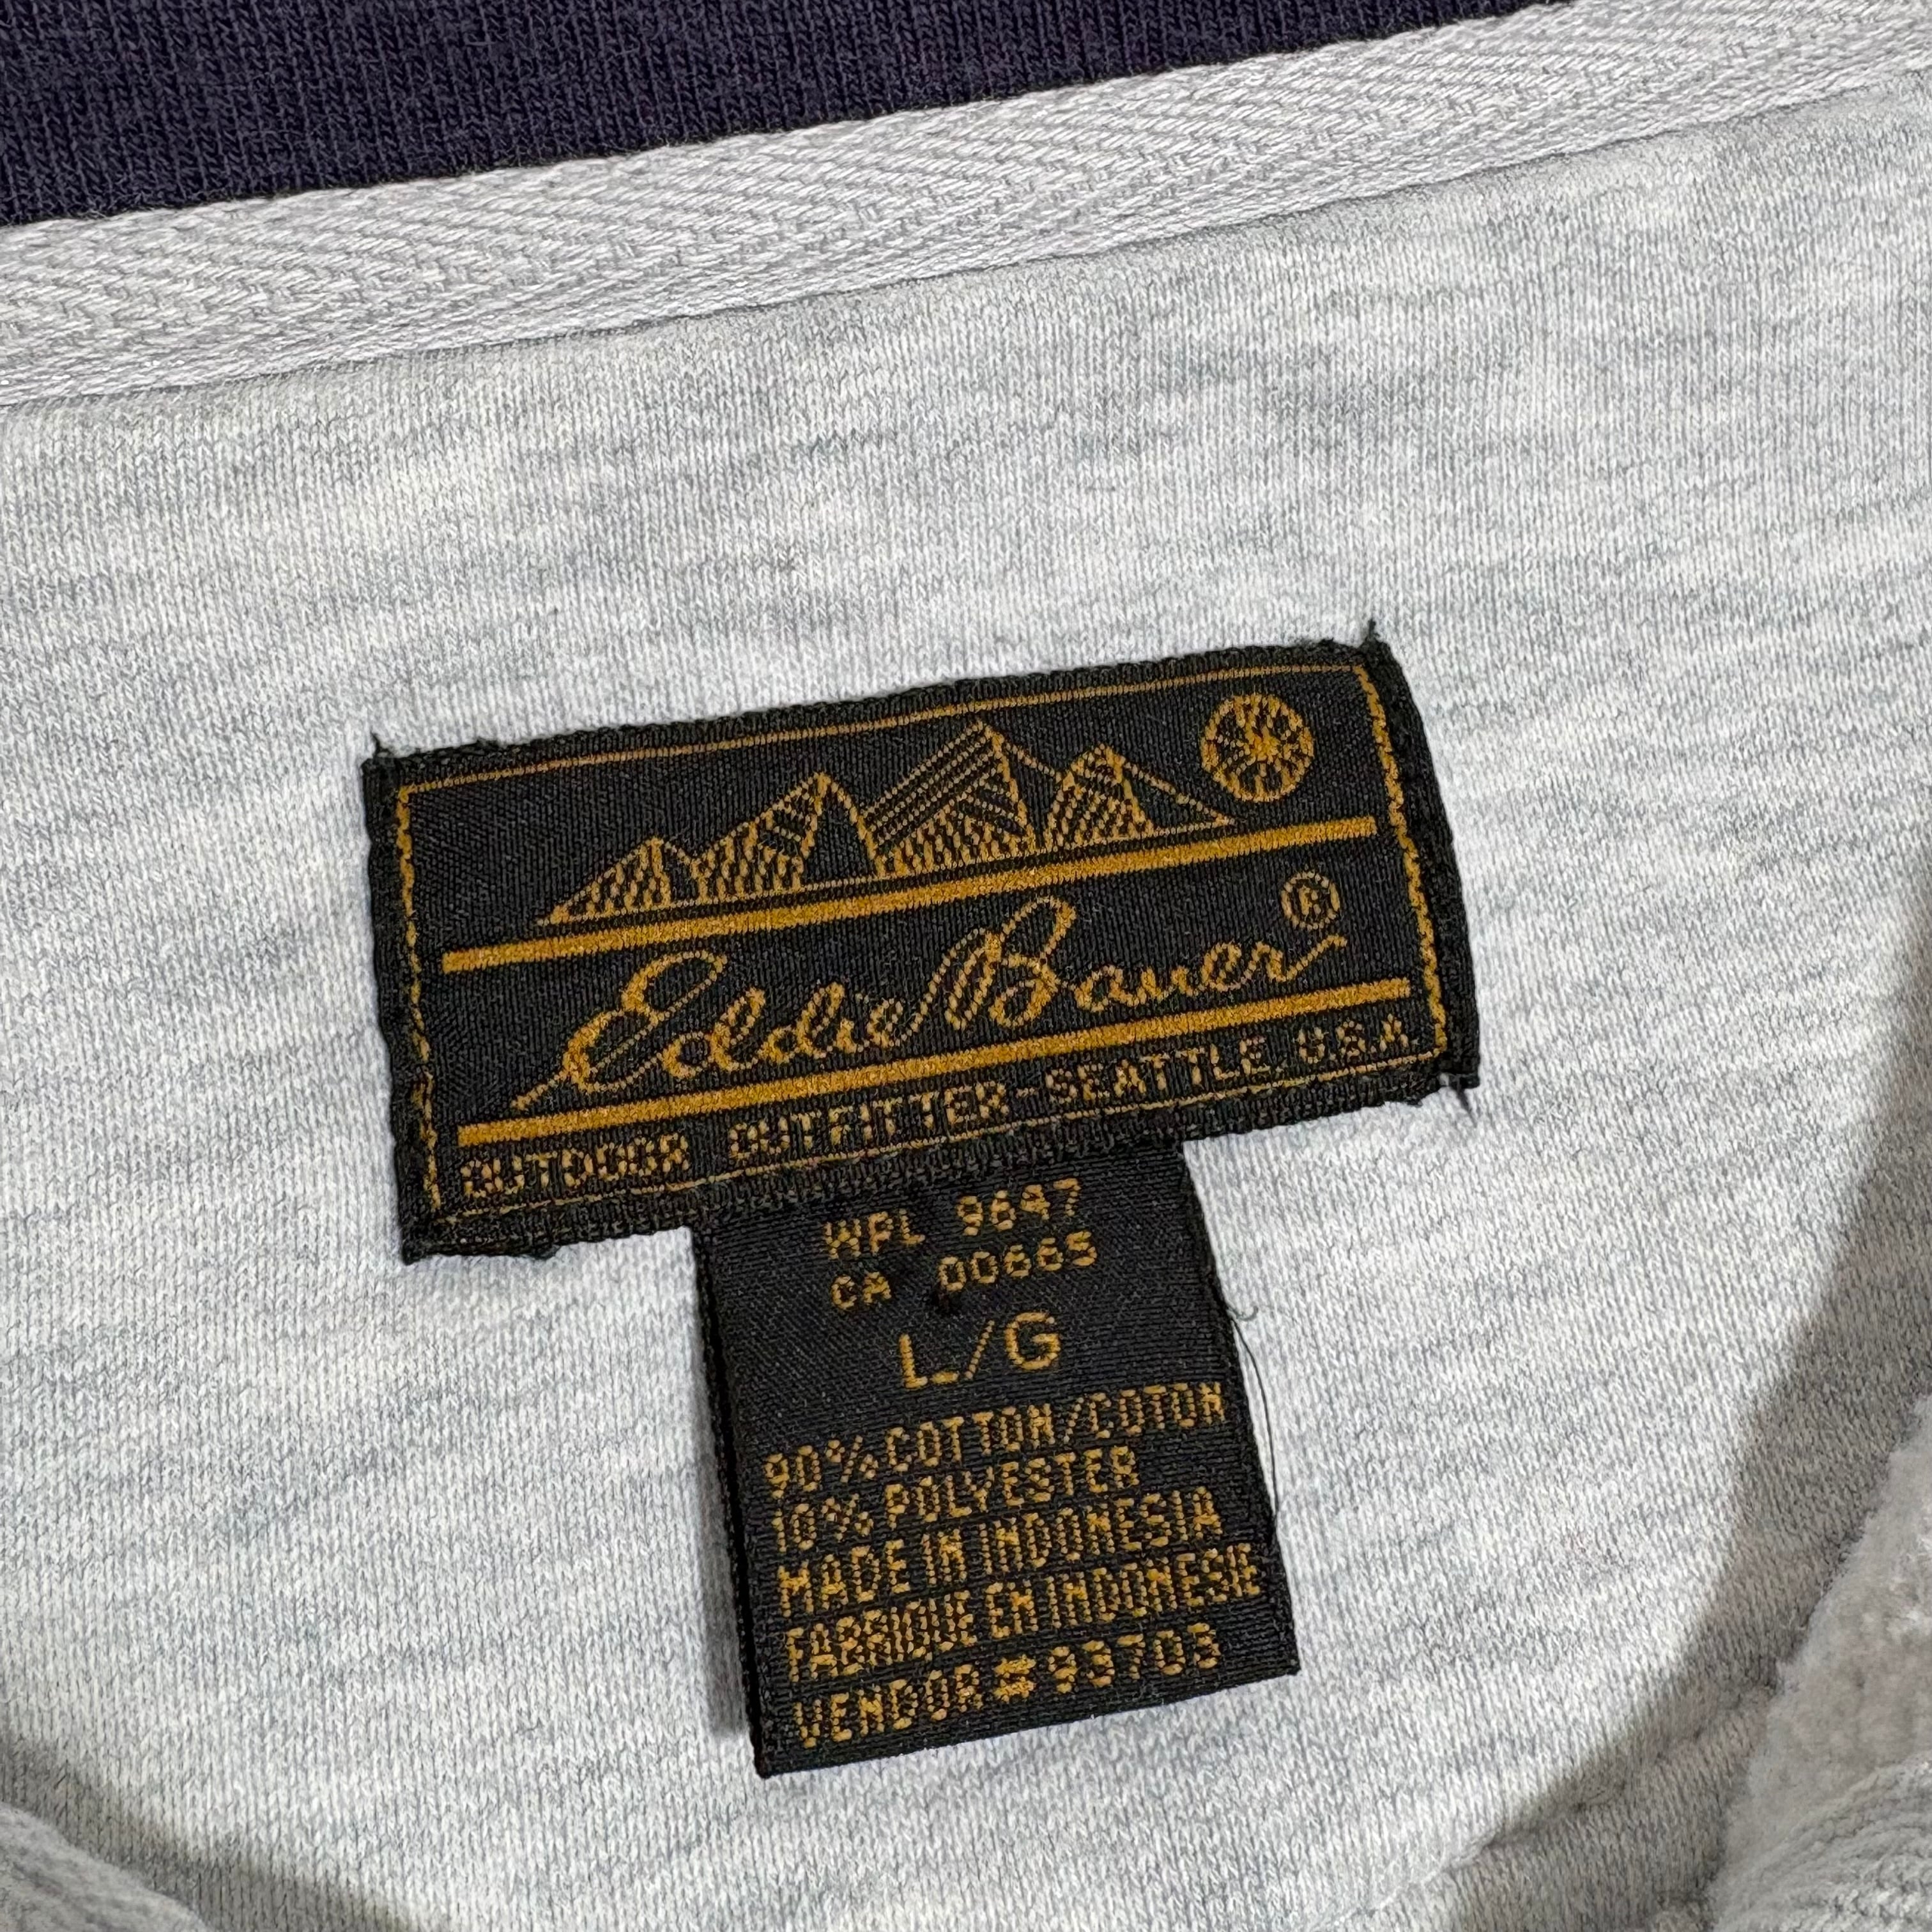 Eddie Bauer®
OUTDOOR OUTFITTER-SEATTLE, U.S.A.
WPL 9647
CA 00665
L/G
90% COTTON/COTON
10% POLYESTER
MADE IN INDONESIA
FABRIQUE EN INDONESIE
VENDOR #93703